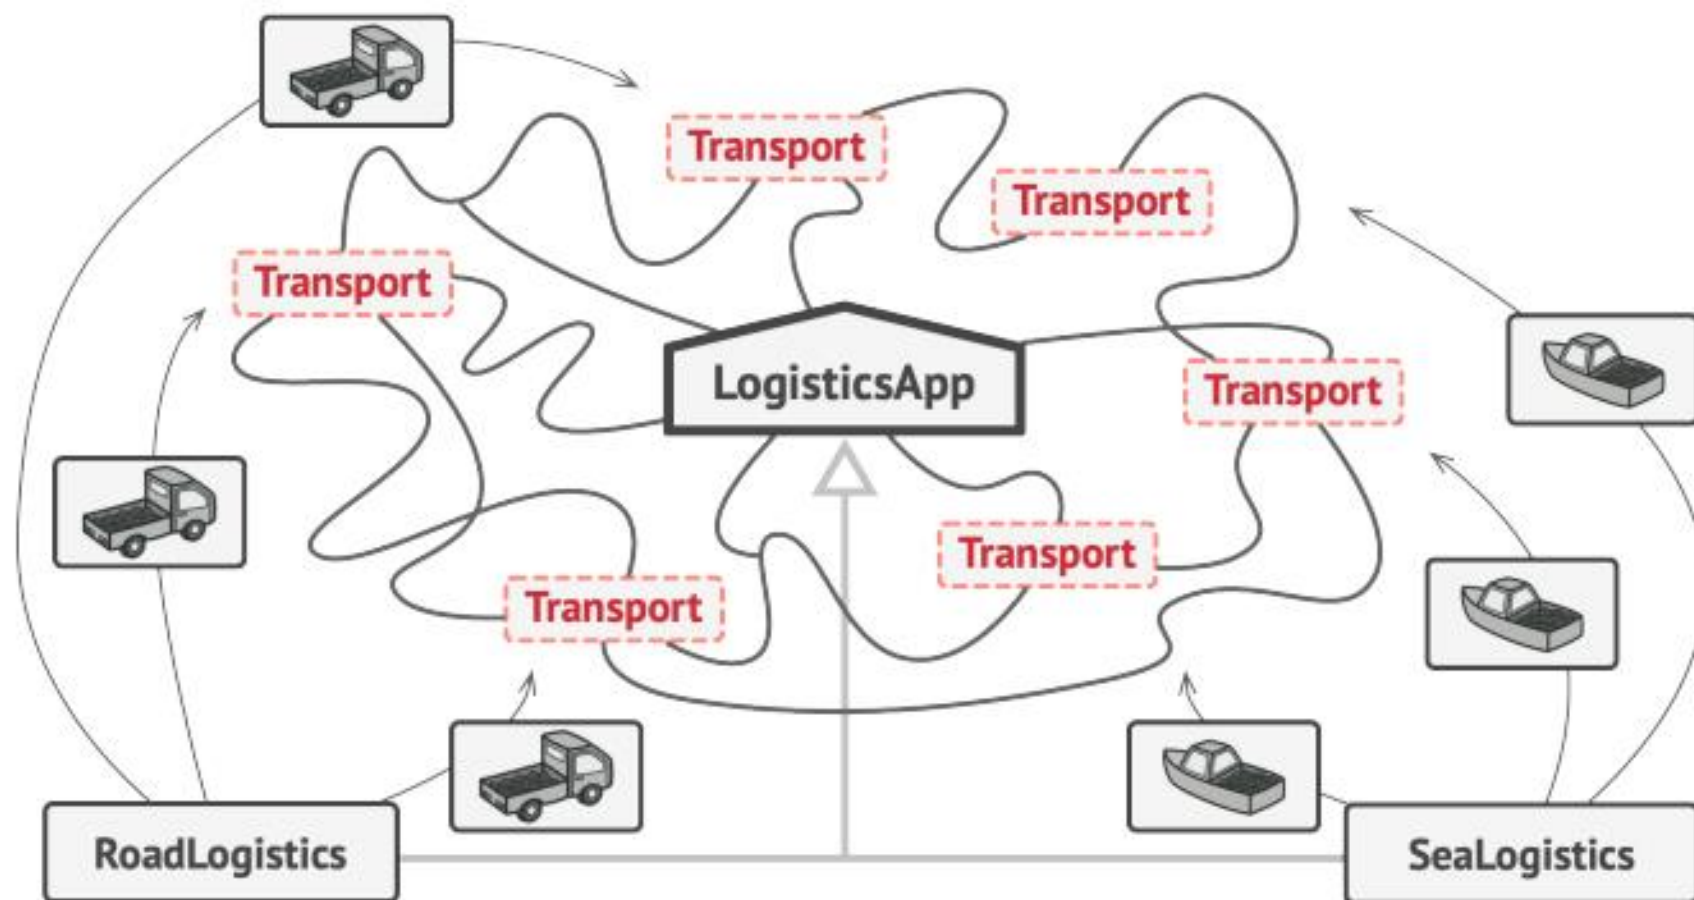 Transport
Transport
Transport
LogisticsApp
Transport
Transport
Transport
RoadLogistics
SeaLogistics